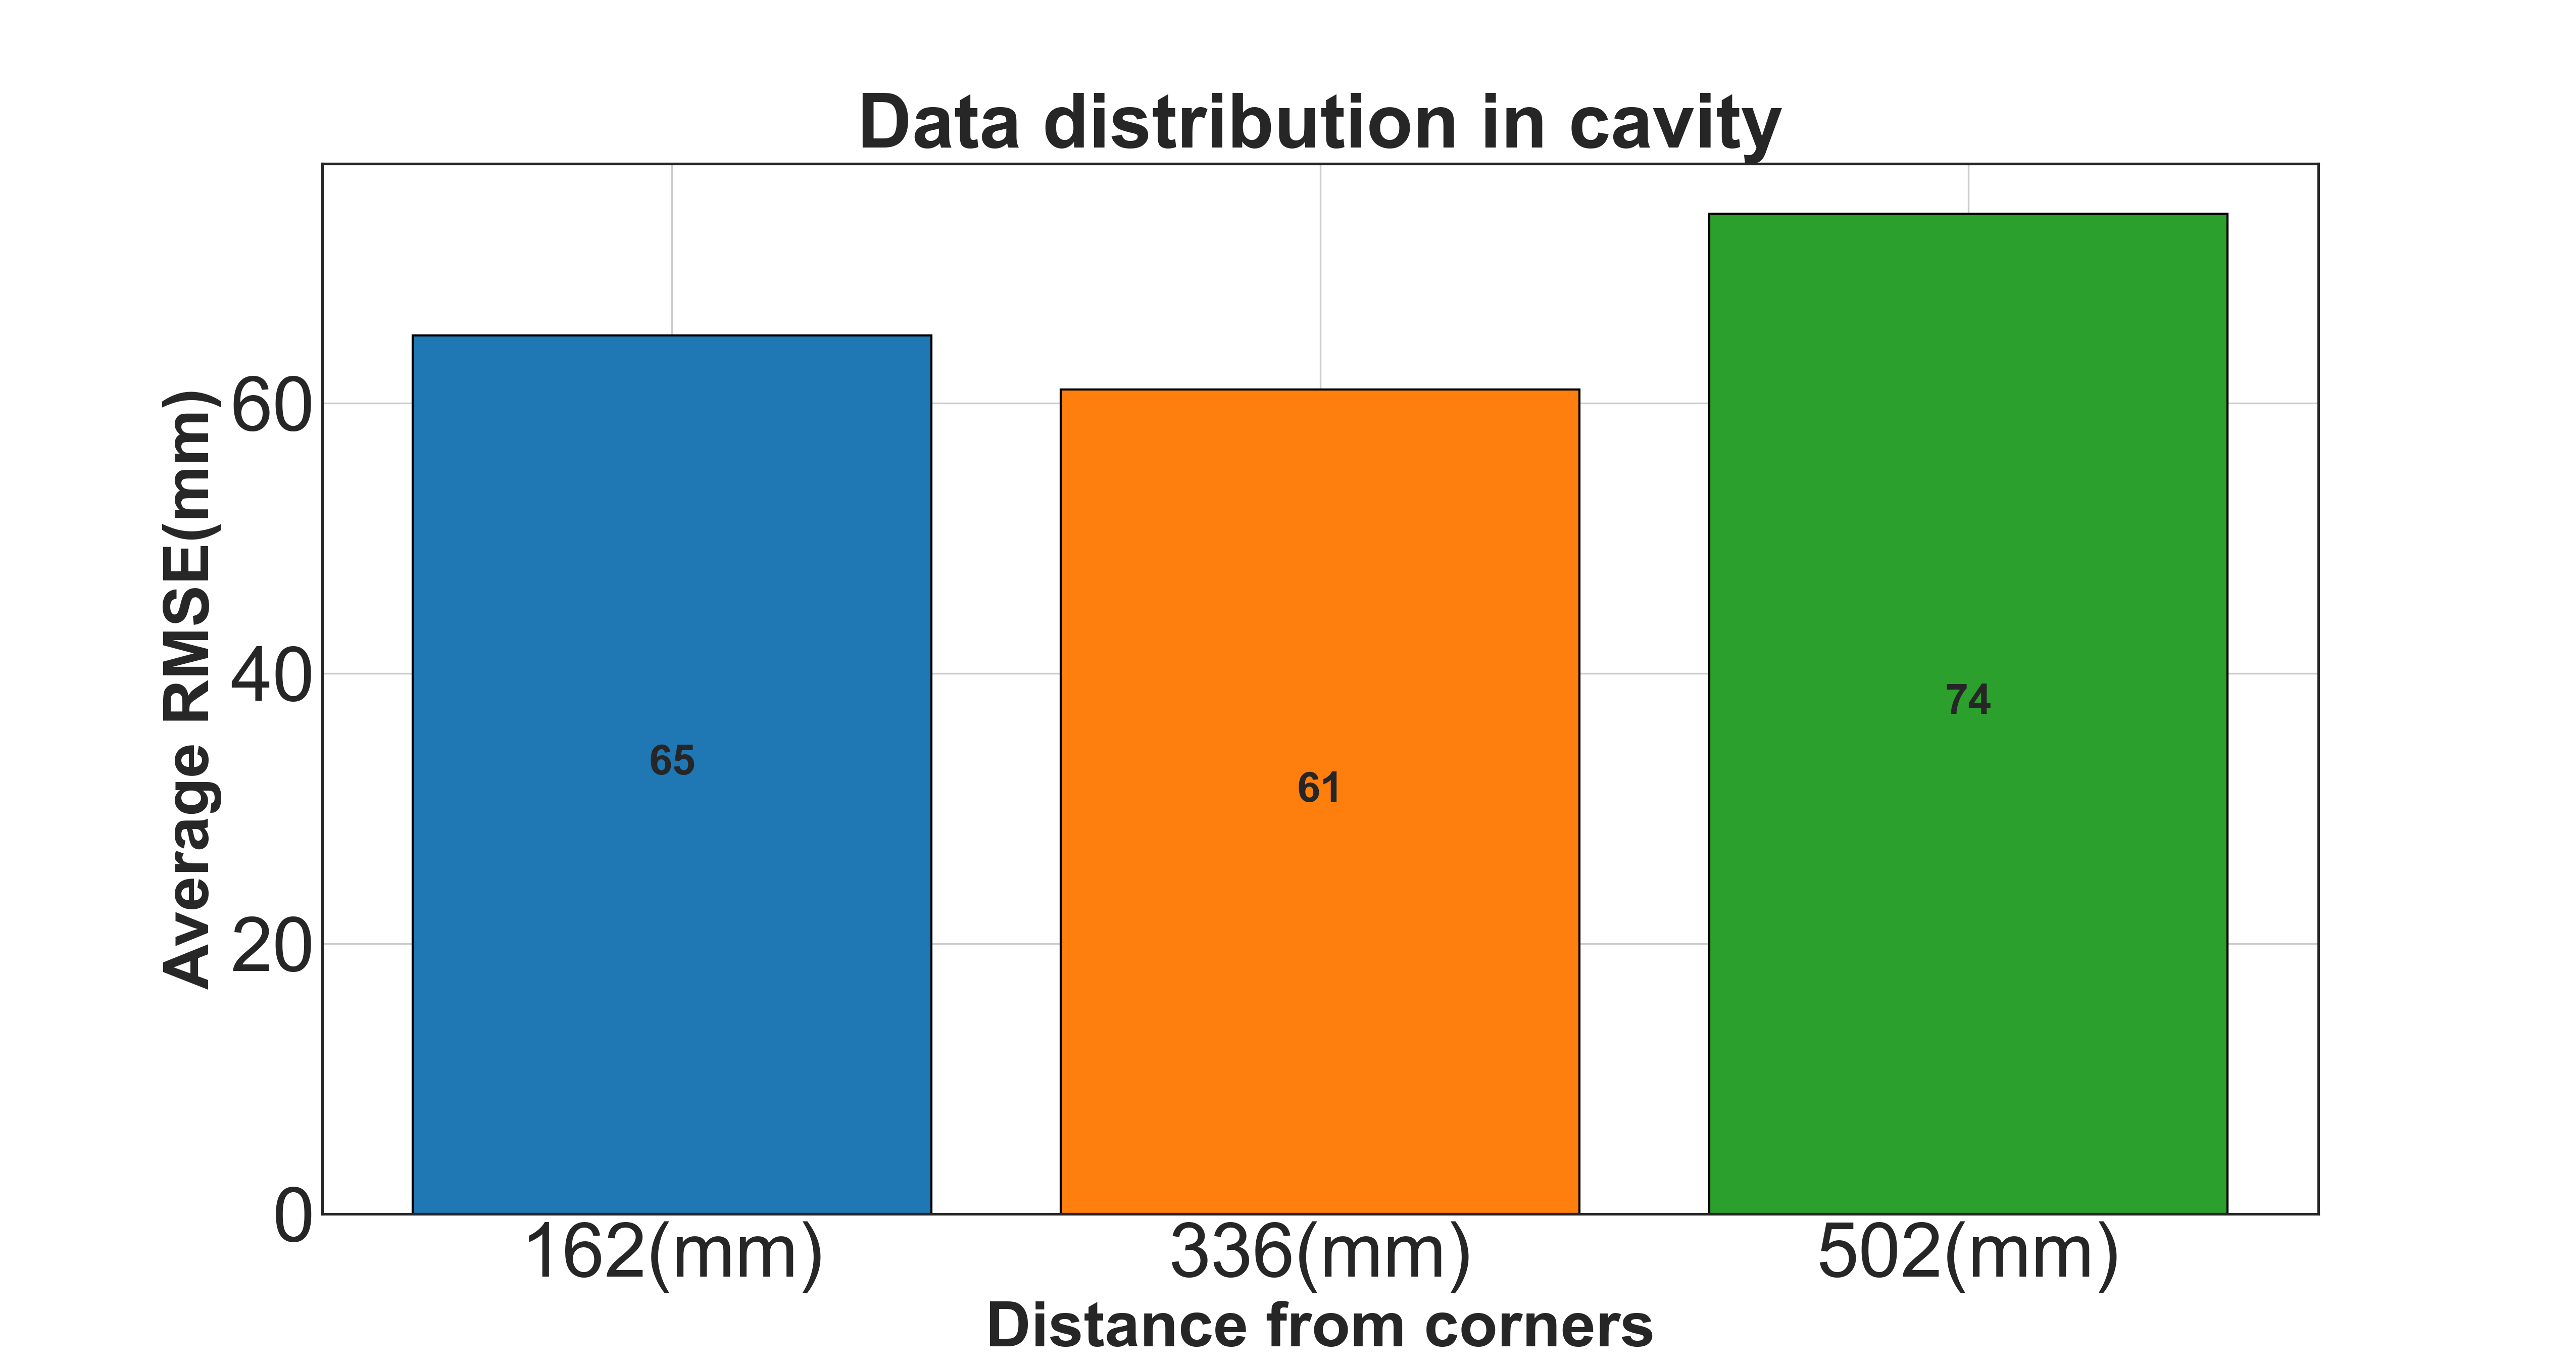 Data distribution in cavity
Average RMSE(mm)
60
40
20
0
65
61
74
162(mm)
336(mm)
502(mm)
Distance from corners